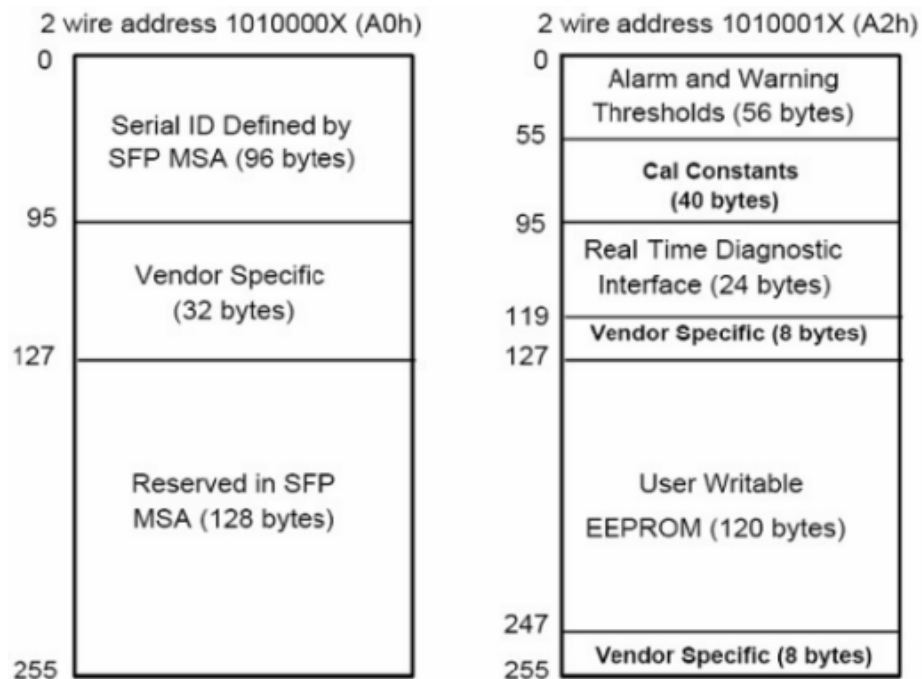 2 wire address 1010000X (A0h)
0
Serial ID Defined by
SFP MSA (96 bytes)
95
Vendor Specific
(32 bytes)
127
Reserved in SFP
MSA (128 bytes)
255
2 wire address 1010001X (A2h)
0
Alarm and Warning
Thresholds (56 bytes)
55
Cal Constants
(40 bytes)
95
Real Time Diagnostic
Interface (24 bytes)
119
Vendor Specific (8 bytes)
127
User Writable
EEPROM (120 bytes)
247
Vendor Specific (8 bytes)
255